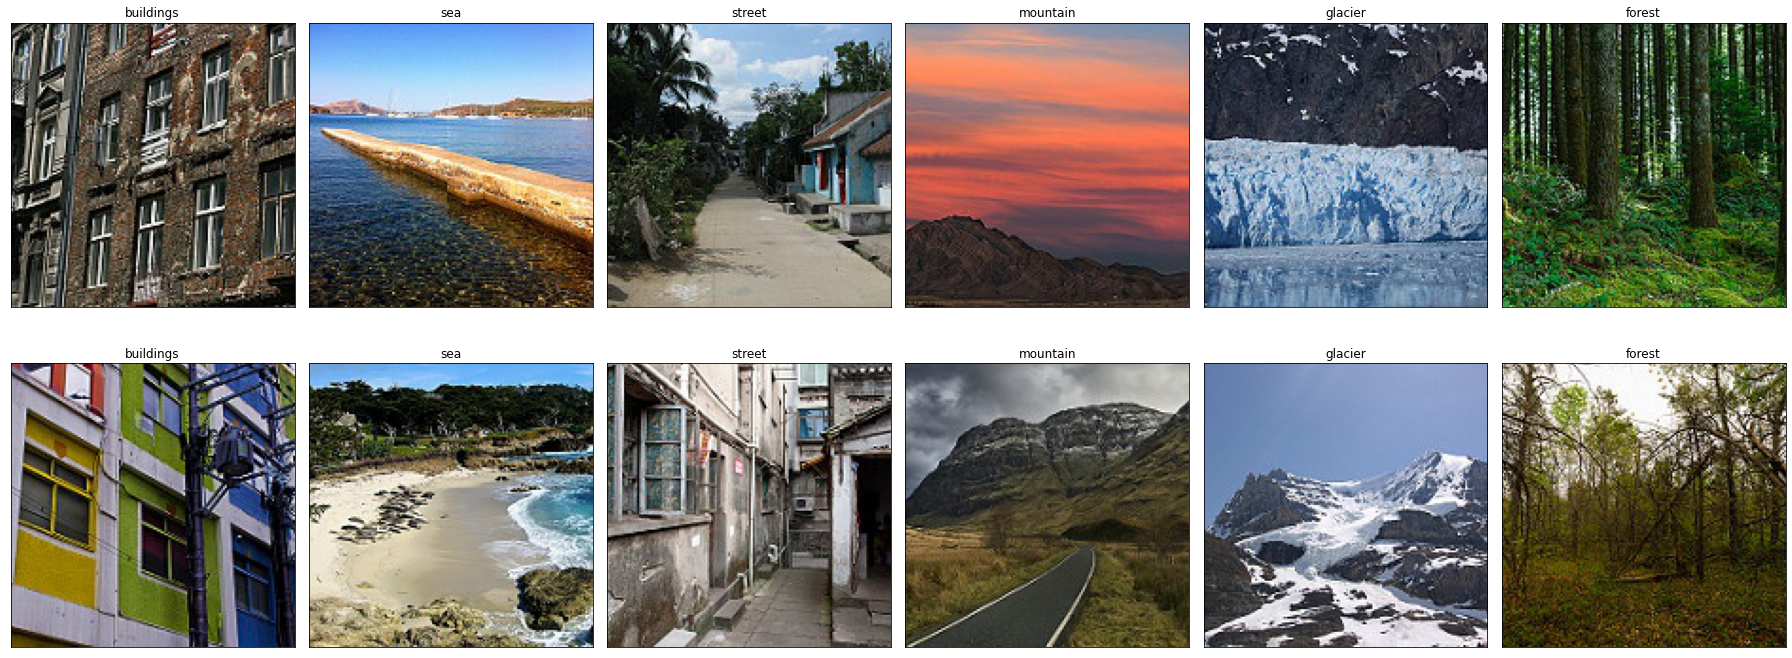 buildings
sea
street
mountain
glacier
forest
buildings
sea
street
mountain
glacier
forest